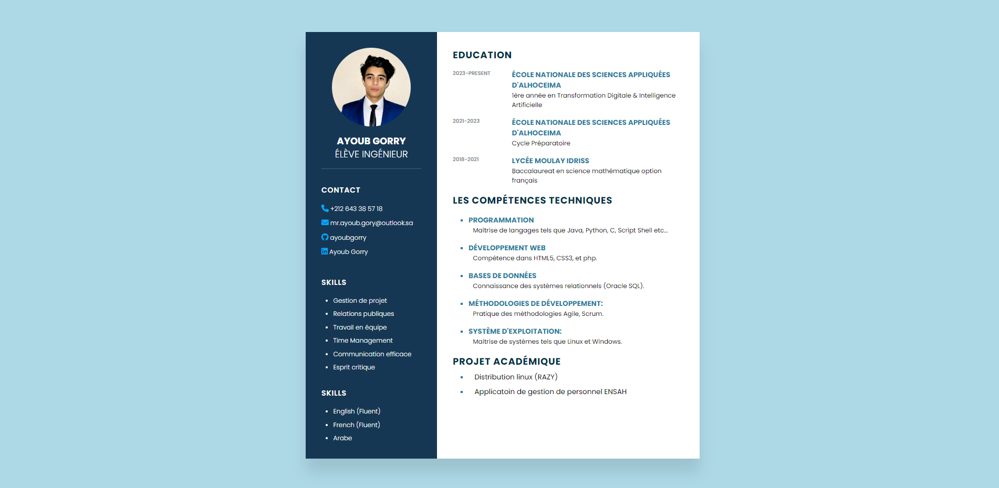 AYOUB GORRY
ÉLÈVE INGÉNIEUR
CONTACT
+212 643 38 57 18
mr.ayoub.gory@outlook.sa
ayoubgorry
Ayoub Gorry
SKILLS
Gestion de projet
Relations publiques
Travail en équipe
Time Management
Communication efficace
Esprit critique
SKILLS
English (Fluent)
French (Fluent)
Arabe
EDUCATION
2023-PRESENT
ÉCOLE NATIONALE DES SCIENCES APPLIQUÉES
D'ALHOCEIMA
1ère année en Transformation Digitale & Intelligence
Artificielle
2021-2023
ÉCOLE NATIONALE DES SCIENCES APPLIQUÉES
D'ALHOCEIMA
Cycle Préparatoire
2018-2021
LYCÉE MOULAY IDRISS
Baccalaureat en science mathématique option
français
LES COMPÉTENCES TECHNIQUES
PROGRAMMATION
Maîtrise de langages tels que Java, Python, C, Script Shell etc...
DÉVELOPPEMENT WEB
Compétence dans HTML5, CSS3, et php.
BASES DE DONNÉES
Connaissance des systèmes relationnels (Oracle SQL).
MÉTHODOLOGIES DE DÉVELOPPEMENT:
Pratique des méthodologies Agile, Scrum.
SYSTÈME D'EXPLOITATION:
Maitrise de systèmes tels que Linux et Windows.
PROJET ACADÉMIQUE
Distribution linux (RAZY)
Applicatoin de gestion de personnel ENSAH